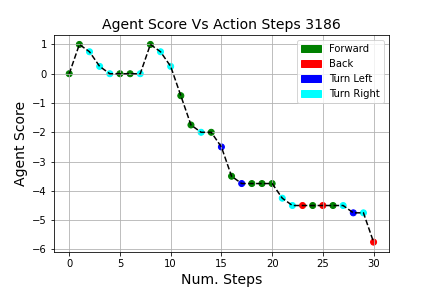 Agent Score Vs Action Steps 3186
Forward
Back
Turn Left
Turn Right
Agent Score
1
0
−1
−2
−3
−4
−5
−6
0 5 10 15 20 25 30
Num. Steps